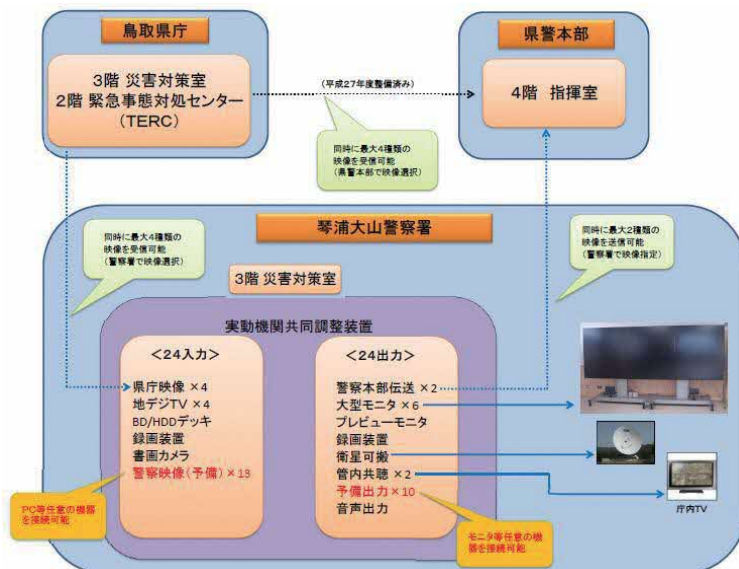 鳥取県庁
3階 災害対策室
2階 緊急事態対処センター
(TERC)
(平成27年度整備済み)
県警本部
4階 指揮室
同時に最大4種類の
映像を受信可能
(県警本部で映像選択)
琴浦大山警察署
同時に最大4種類の
映像を受信可能
(警察署で映像選択)
同時に最大2種類の
映像を送信可能
(警察署で映像指定)
3階 災害対策室
実動機関共同調整装置
<24入力>
県庁映像 ×4
地デジTV ×4
BD/HDDデッキ
録画装置
書画カメラ
警察映像(予備) ×13
PC等任意の機器
を接続可能
<24出力>
警察本部伝送 ×2
大型モニタ ×6
プレビューモニタ
録画装置
衛星可搬
管内共聴 ×2
予備出力 ×10
音声出力
モニタ等任意の機
器を接続可能
庁内TV